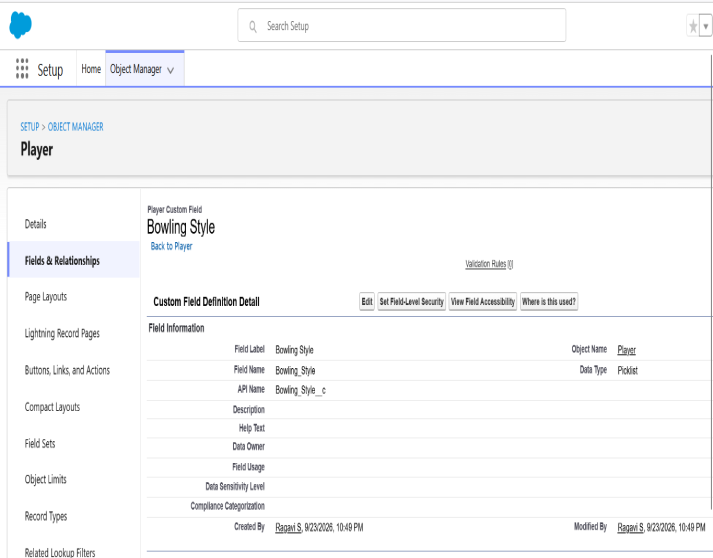 Search Setup
Setup Home Object Manager
SETUP > OBJECT MANAGER
Player
Details
Fields & Relationships
Page Layouts
Lightning Record Pages
Buttons, Links, and Actions
Compact Layouts
Field Sets
Object Limits
Record Types
Related Lookup Filters
Player Custom Field
Bowling Style
Back to Player
Validation Rules [0]
Custom Field Definition Detail Edit Set Field-Level Security View Field Accessibility Where is this used?
Field Information
Field Label Bowling Style Object Name Player
Field Name Bowling_Style Data Type Picklist
API Name Bowling_Style__c
Description
Help Text
Data Owner
Field Usage
Data Sensitivity Level
Compliance Categorization
Created By Ragavi S, 9/23/2026, 10:49 PM Modified By Ragavi S, 9/23/2026, 10:49 PM